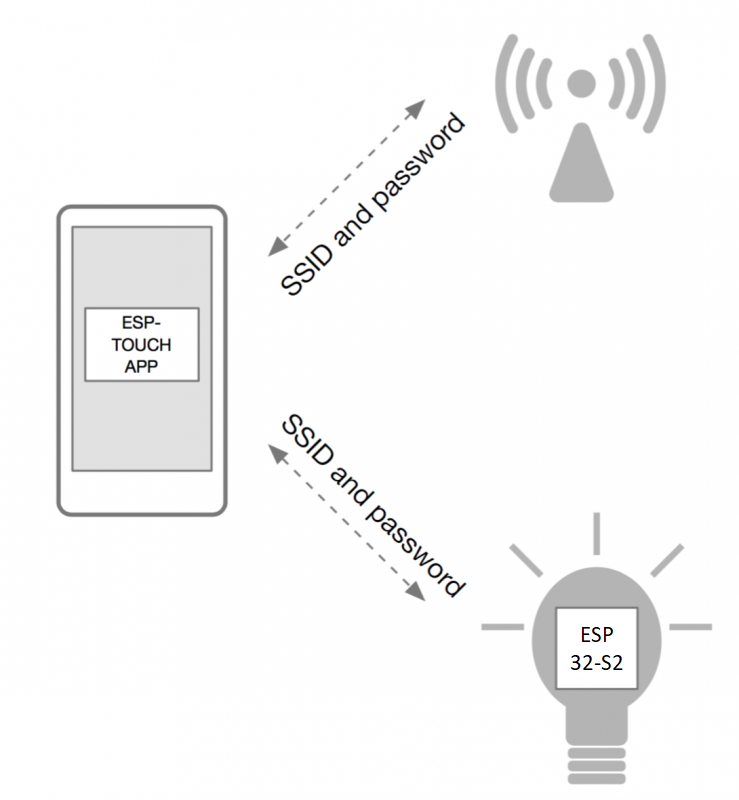 SSID and password
ESP-
TOUCH
APP
SSID and password
ESP
32-S2